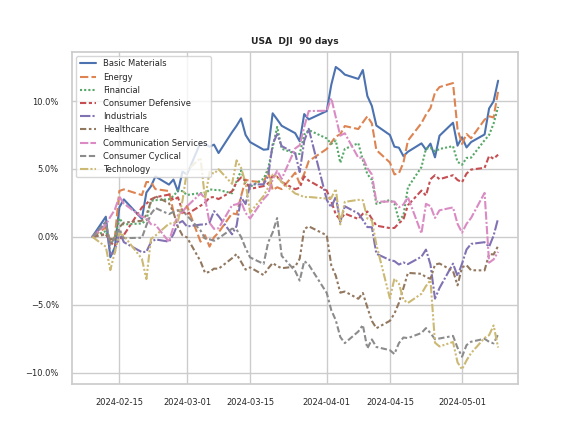 USA  DJI  90 days
Basic Materials
Energy
Financial
Consumer Defensive
Industrials
Healthcare
Communication Services
Consumer Cyclical
Technology
10.0%
5.0%
0.0%
−5.0%
−10.0%
2024-02-15
2024-03-01
2024-03-15
2024-04-01
2024-04-15
2024-05-01